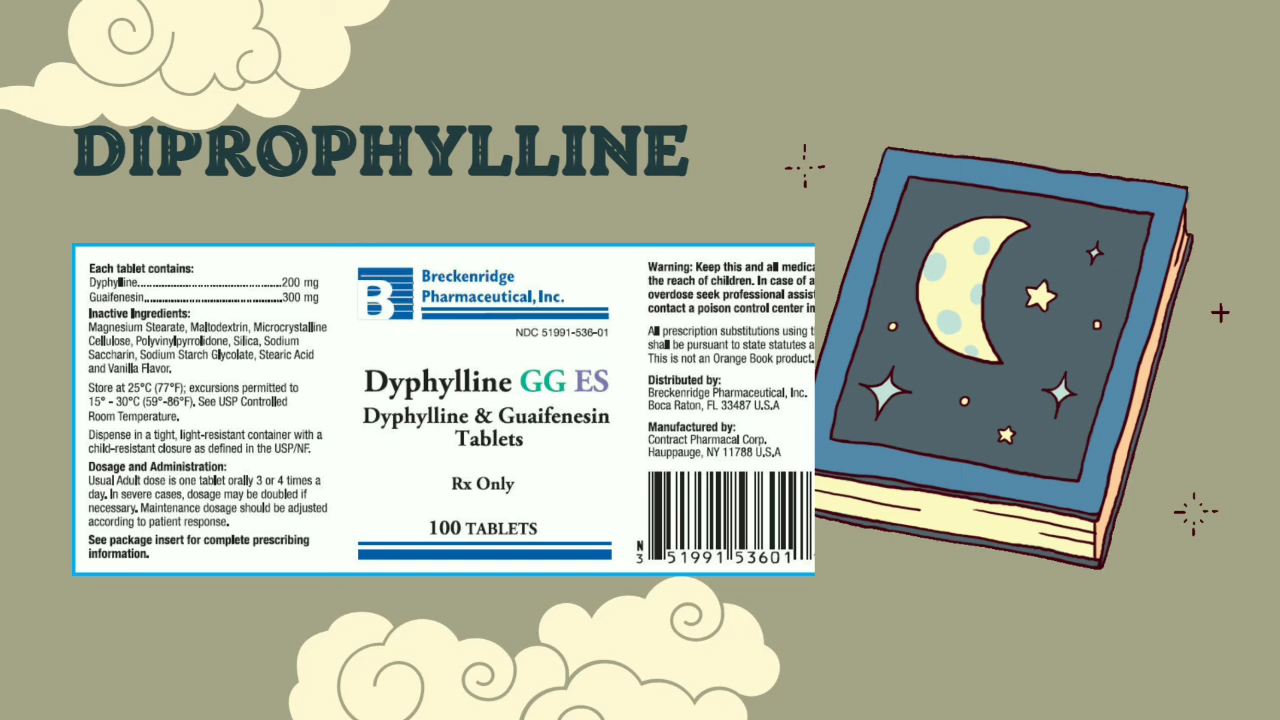 DIPROPHYLLINE
Each tablet contains:
Dyphylline..........................................200 mg
Guaifenesin........................................300 mg
Inactive Ingredients:
Magnesium Stearate, Maltodextrin, Microcrystalline
Cellulose, Polyvinylpyrrolidone, Silica, Sodium
Saccharin, Sodium Starch Glycolate, Stearic Acid
and Vanilla Flavor.
Store at 25°C (77°F); excursions permitted to
15° - 30°C (59°-86°F). See USP Controlled
Room Temperature.
Dispense in a tight, light-resistant container with a
child-resistant closure as defined in the USP/NF.
Dosage and Administration:
Usual Adult dose is one tablet orally 3 or 4 times a
day. In severe cases, dosage may be doubled if
necessary. Maintenance dosage should be adjusted
according to patient response.
See package insert for complete prescribing
information.
B
Breckenridge
Pharmaceutical, Inc.
NDC 51991-536-01
Dyphylline GG ES
Dyphylline & Guaifenesin
Tablets
Rx Only
100 TABLETS
Warning: Keep this and all medica
the reach of children. In case of a
overdose seek professional assist
contact a poison control center in
All prescription substitutions using t
shall be pursuant to state statutes a
This is not an Orange Book product.
Distributed by:
Breckenridge Pharmaceutical, Inc.
Boca Raton, FL 33487 U.S.A
Manufactured by:
Contract Pharmacal Corp.
Hauppauge, NY 11788 U.S.A
N
3 51991 53601